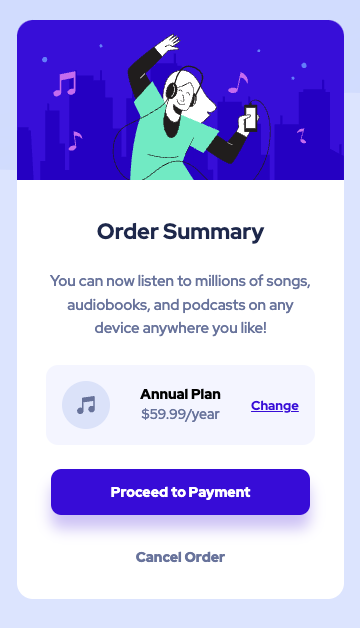 Order Summary
You can now listen to millions of songs,
audiobooks, and podcasts on any
device anywhere you like!
Annual Plan
$59.99/year
Change
Proceed to Payment
Cancel Order